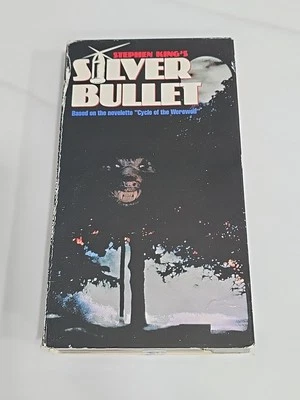 STEPHEN KING'S
SILVER
BULLET
Based on the novelette "Cycle of the Werewolf"